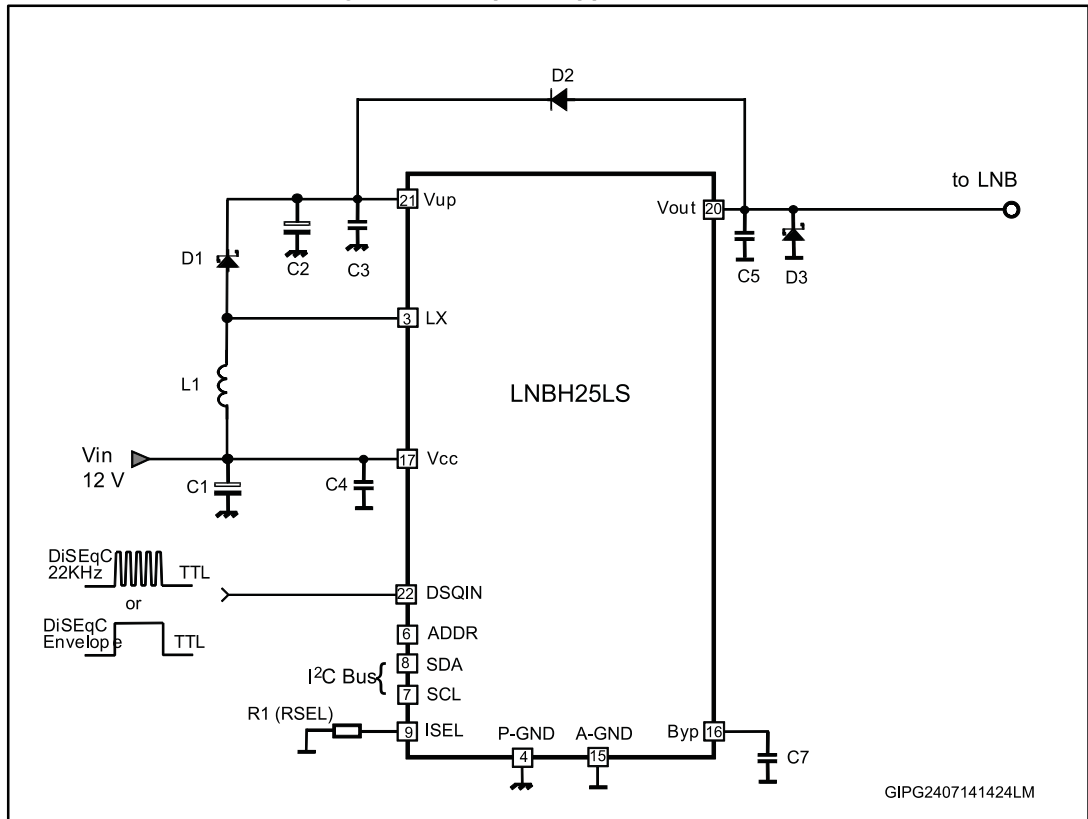 D2
to LNB
21 Vup
Vout 20
D1
C2
C3
C5
D3
3 LX
L1
LNBH25LS
Vin
12 V
17 Vcc
C1
C4
DiSEqC
22KHz
TTL
or
DiSEqC
Envelope
TTL
22 DSQIN
6 ADDR
8 SDA
I²C Bus{
7 SCL
R1 (RSEL)
9 ISEL
P-GND
4
A-GND
15
Byp 16
C7
GIPG2407141424LM